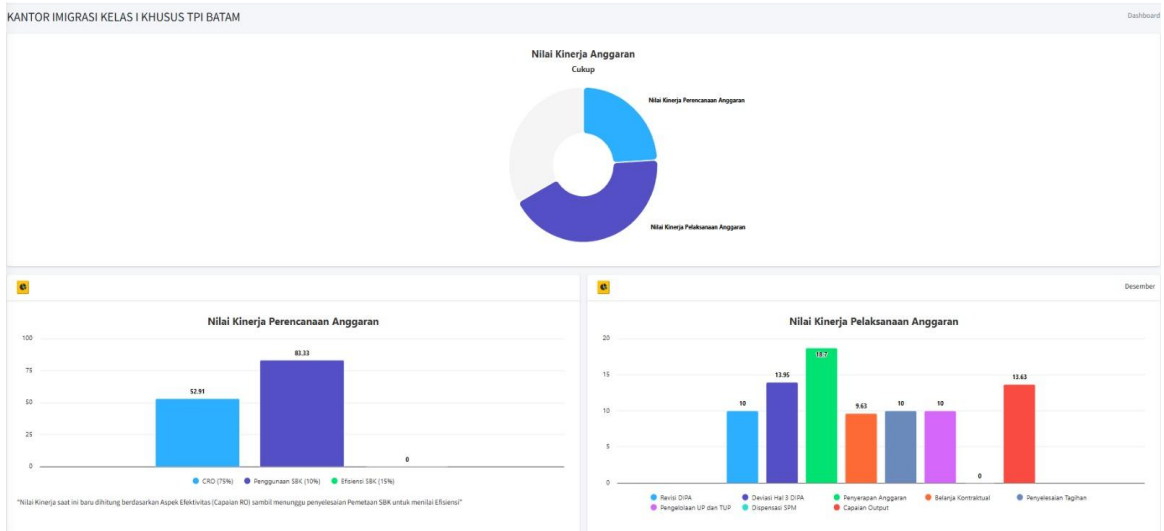 KANTOR IMIGRASI KELAS I KHUSUS TPI BATAM
Dashboard
Nilai Kinerja Anggaran
Cukup
Nilai Kinerja Perencanaan Anggaran
Nilai Kinerja Pelaksanaan Anggaran
Nilai Kinerja Perencanaan Anggaran
100
75
50
25
0
52.91
83.33
0
CRO (75%) Penggunaan SBK (10%) Efisiensi SBK (15%)
"Nilai Kinerja saat ini baru dihitung berdasarkan Aspek Efektivitas (Capaian RO) sambil menunggu penyelesaian Pemetaan SBK untuk menilai Efisiensi"
Desember
Nilai Kinerja Pelaksanaan Anggaran
20
15
10
5
0
10
13.95
18.7
9.63
10
10
0
13.63
Revisi DIPA Deviasi Hal 3 DIPA Penyerapan Anggaran Belanja Kontraktual Penyelesaian Tagihan
Pengelolaan UP dan TUP Dispensasi SPM Capaian Output